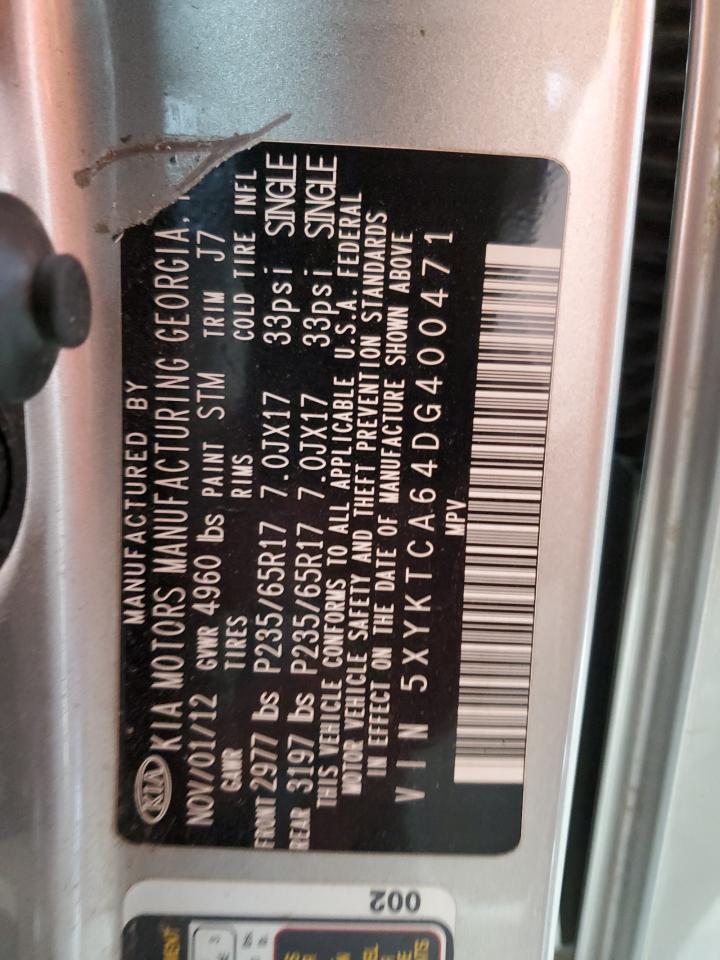 MANUFACTURED BY
KIA KIA MOTORS MANUFACTURING GEORGIA,
NOV/01/12 GVWR 4960 lbs PAINT STM TRIM J7
GAWR TIRES RIMS COLD TIRE INFL
FRONT 2977 lbs P235/65R17 7.0JX17 33psi SINGLE
REAR 3197 lbs P235/65R17 7.0JX17 33psi SINGLE
THIS VEHICLE CONFORMS TO ALL APPLICABLE U.S.A. FEDERAL
MOTOR VEHICLE SAFETY AND THEFT PREVENTION STANDARDS
IN EFFECT ON THE DATE OF MANUFACTURE SHOWN ABOVE
VIN 5XYKTCA64DG400471
MPV
002